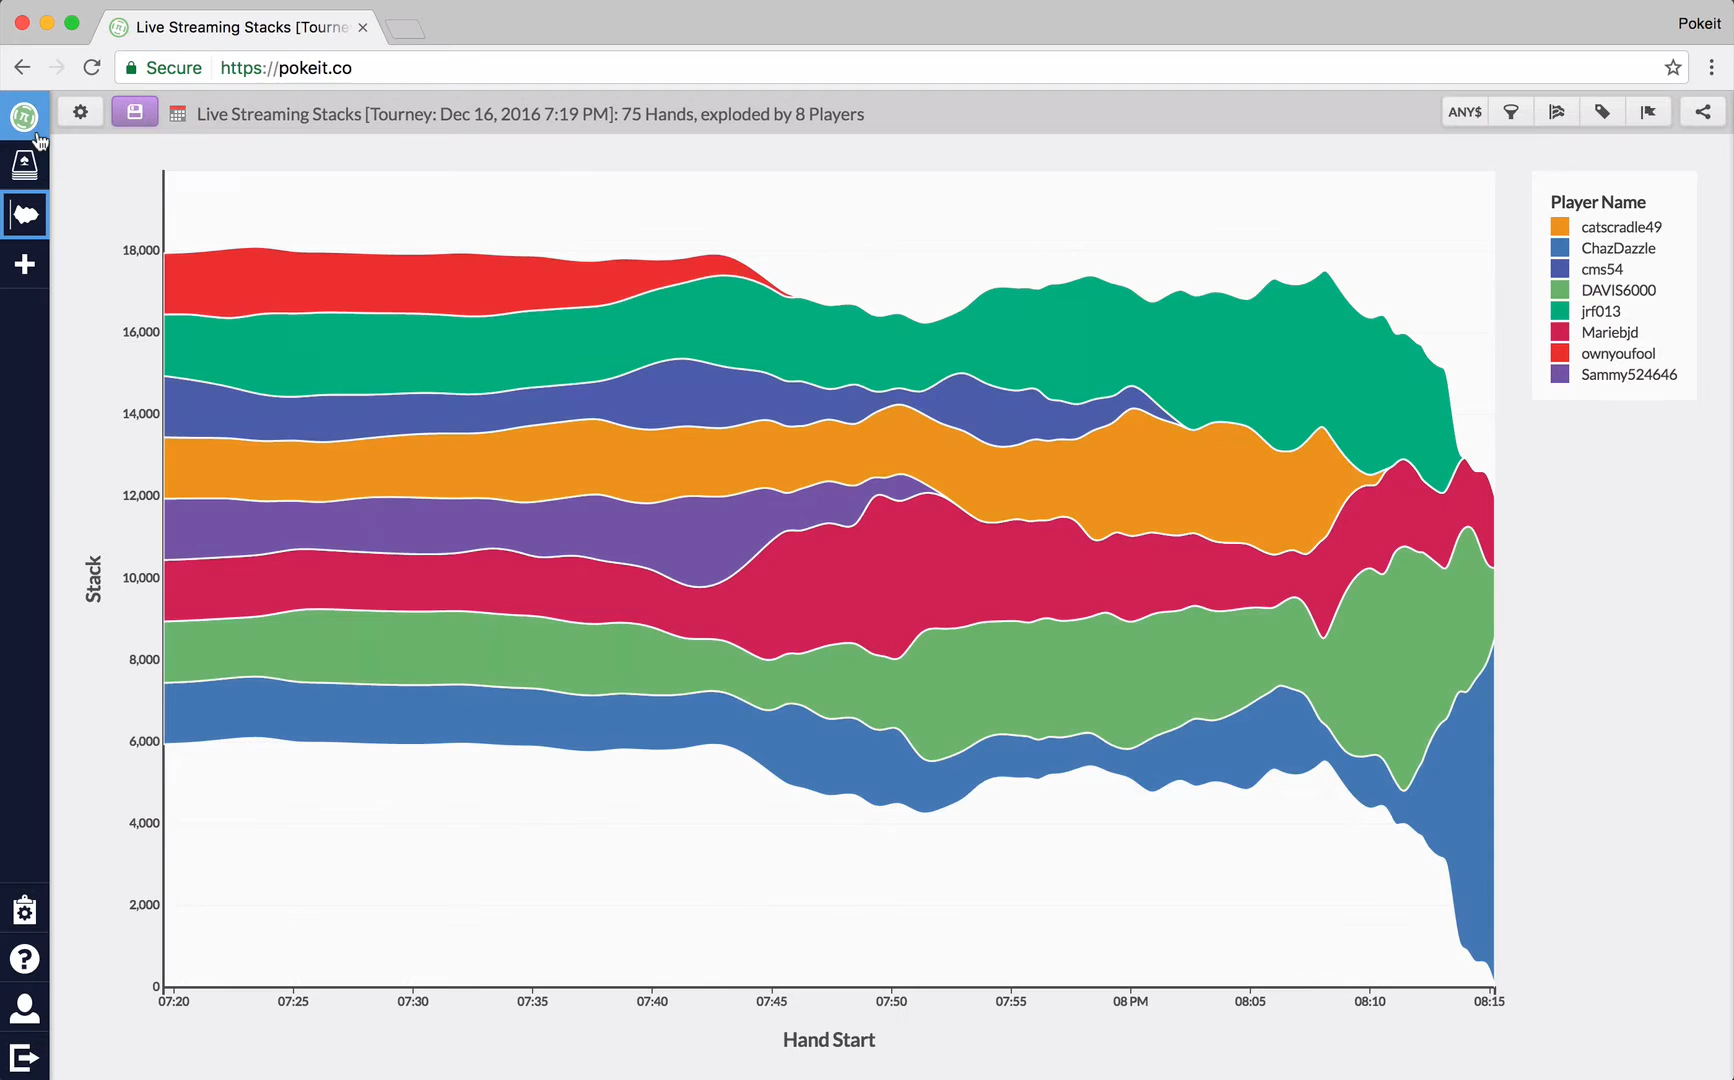 Live Streaming Stacks [Tourne
Pokeit
Secure https://pokeit.co
Live Streaming Stacks [Tourney: Dec 16, 2016 7:19 PM]: 75 Hands, exploded by 8 Players
ANY$
Player Name
catscradle49
ChazDazzle
cms54
DAVIS6000
jrf013
Mariebjd
ownyoufool
Sammy524646
Stack
18,000
16,000
14,000
12,000
10,000
8,000
6,000
4,000
2,000
0
07:20 07:25 07:30 07:35 07:40 07:45 07:50 07:55 08 PM 08:05 08:10 08:15
Hand Start